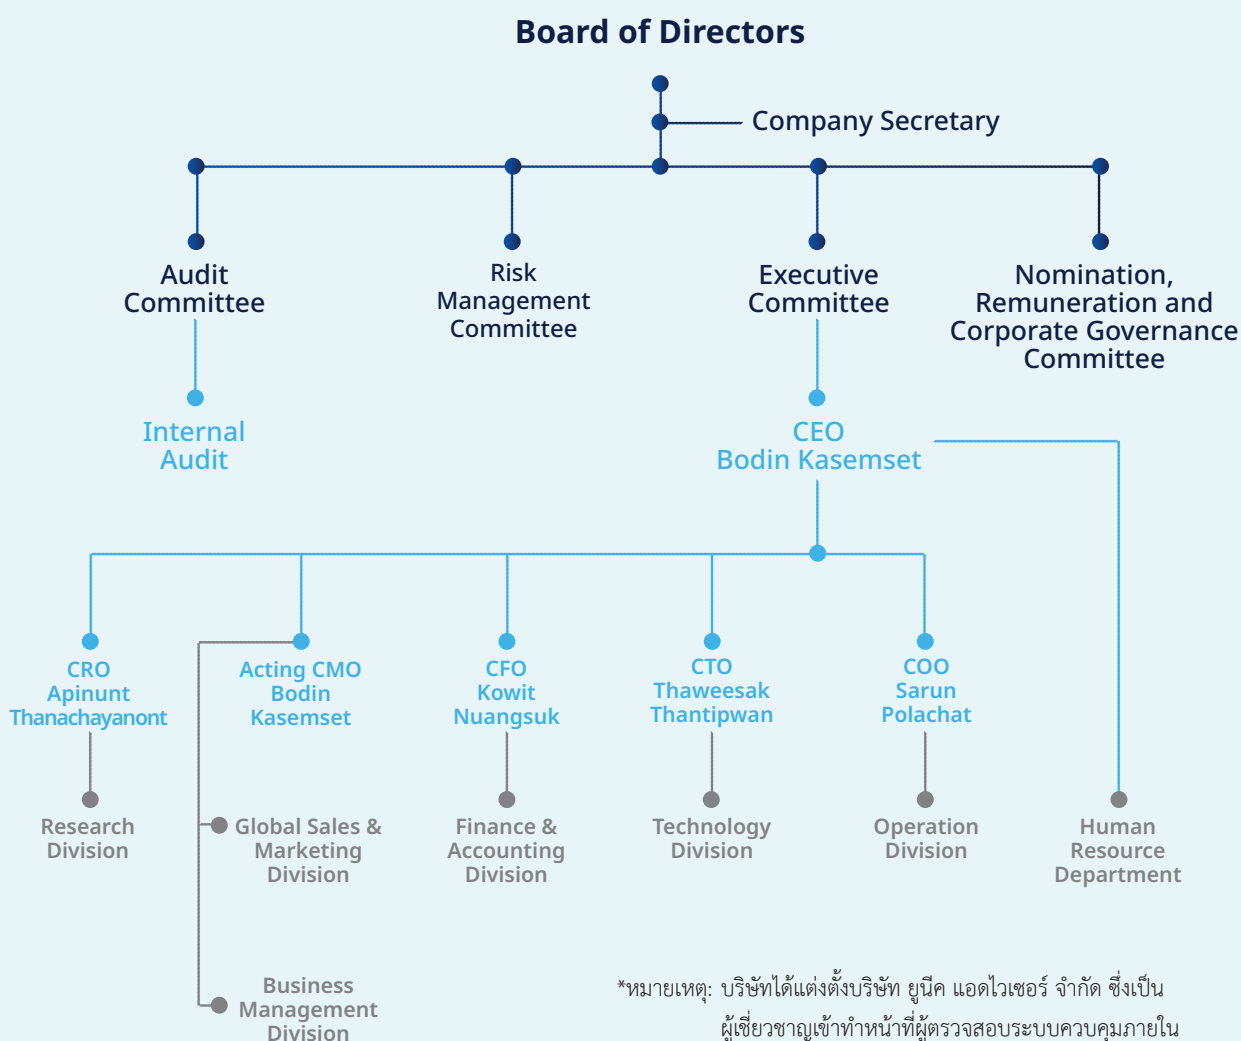 Board of Directors
Company Secretary
Audit
Committee
Risk
Management
Committee
Executive
Committee
Nomination,
Remuneration and
Corporate Governance
Committee
Internal
Audit
CEO
Bodin Kasemset
CRO
Apinunt
Thanachayanont
Acting CMO
Bodin
Kasemset
CFO
Kowit
Nuangsuk
CTO
Thaweesak
Thantipwan
COO
Sarun
Polachat
Research
Division
Global Sales &
Marketing
Division
Finance &
Accounting
Division
Technology
Division
Operation
Division
Human
Resource
Department
Business
Management
Division
*หมายเหตุ: บริษัทได้แต่งตั้งบริษัท ยูนีค แอดไวเซอร์ จำกัด ซึ่งเป็น
ผู้เชี่ยวชาญเข้าทำหน้าที่ผู้ตรวจสอบระบบควบคุมภายใน